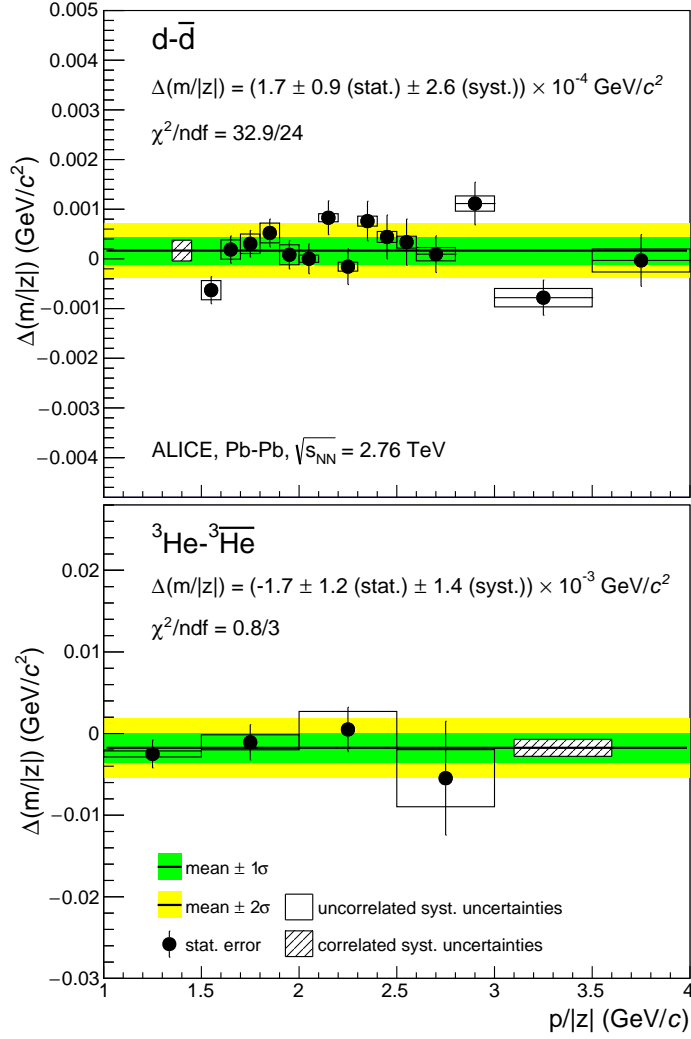 0.005
d-d̅
0.004
Δ(m/|z|) = (1.7 ± 0.9 (stat.) ± 2.6 (syst.)) × 10⁻⁴ GeV/c²
0.003
χ²/ndf = 32.9/24
0.002
0.001
0
−0.001
−0.002
−0.003
−0.004
Δ(m/|z|) (GeV/c²)
ALICE, Pb-Pb, √s_NN = 2.76 TeV
³He-³H̅e̅
0.02
Δ(m/|z|) = (-1.7 ± 1.2 (stat.) ± 1.4 (syst.)) × 10⁻³ GeV/c²
χ²/ndf = 0.8/3
0.01
0
−0.01
−0.02
−0.03
Δ(m/|z|) (GeV/c²)
mean ± 1σ
mean ± 2σ
uncorrelated syst. uncertainties
stat. error
correlated syst. uncertainties
1 1.5 2 2.5 3 3.5 4
p/|z| (GeV/c)